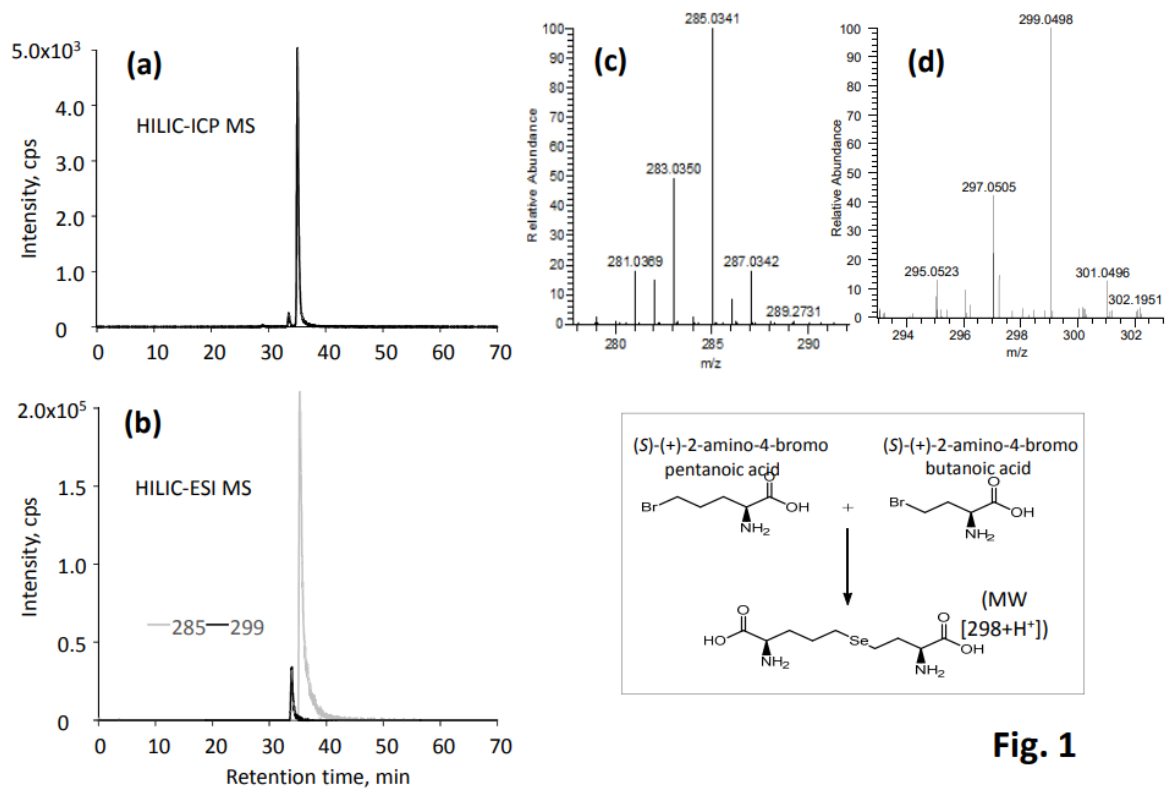 (a)
HILIC-ICP MS
5.0x10³
4.0
3.0
2.0
1.0
0
Intensity, cps
0 10 20 30 40 50 60 70
(b)
HILIC-ESI MS
2.0x10⁵
1.5
1.0
0.5
0
Intensity, cps
285 299
0 10 20 30 40 50 60 70
Retention time, min
(c)
285.0341
283.0350
281.0369
287.0342
289.2731
100
90
80
70
60
50
40
30
20
10
0
Relative Abundance
280 285 290
m/z
(d)
299.0498
297.0505
295.0523
301.0496
302.1951
100
90
80
70
60
50
40
30
20
10
0
Relative Abundance
294 296 298 300 302
m/z
(S)-(+)-2-amino-4-bromo
pentanoic acid
Br O OH NH₂
+
(S)-(+)-2-amino-4-bromo
butanoic acid
Br O OH NH₂
(MW
[298+H⁺])
HO O NH₂ Se O OH NH₂
Fig. 1